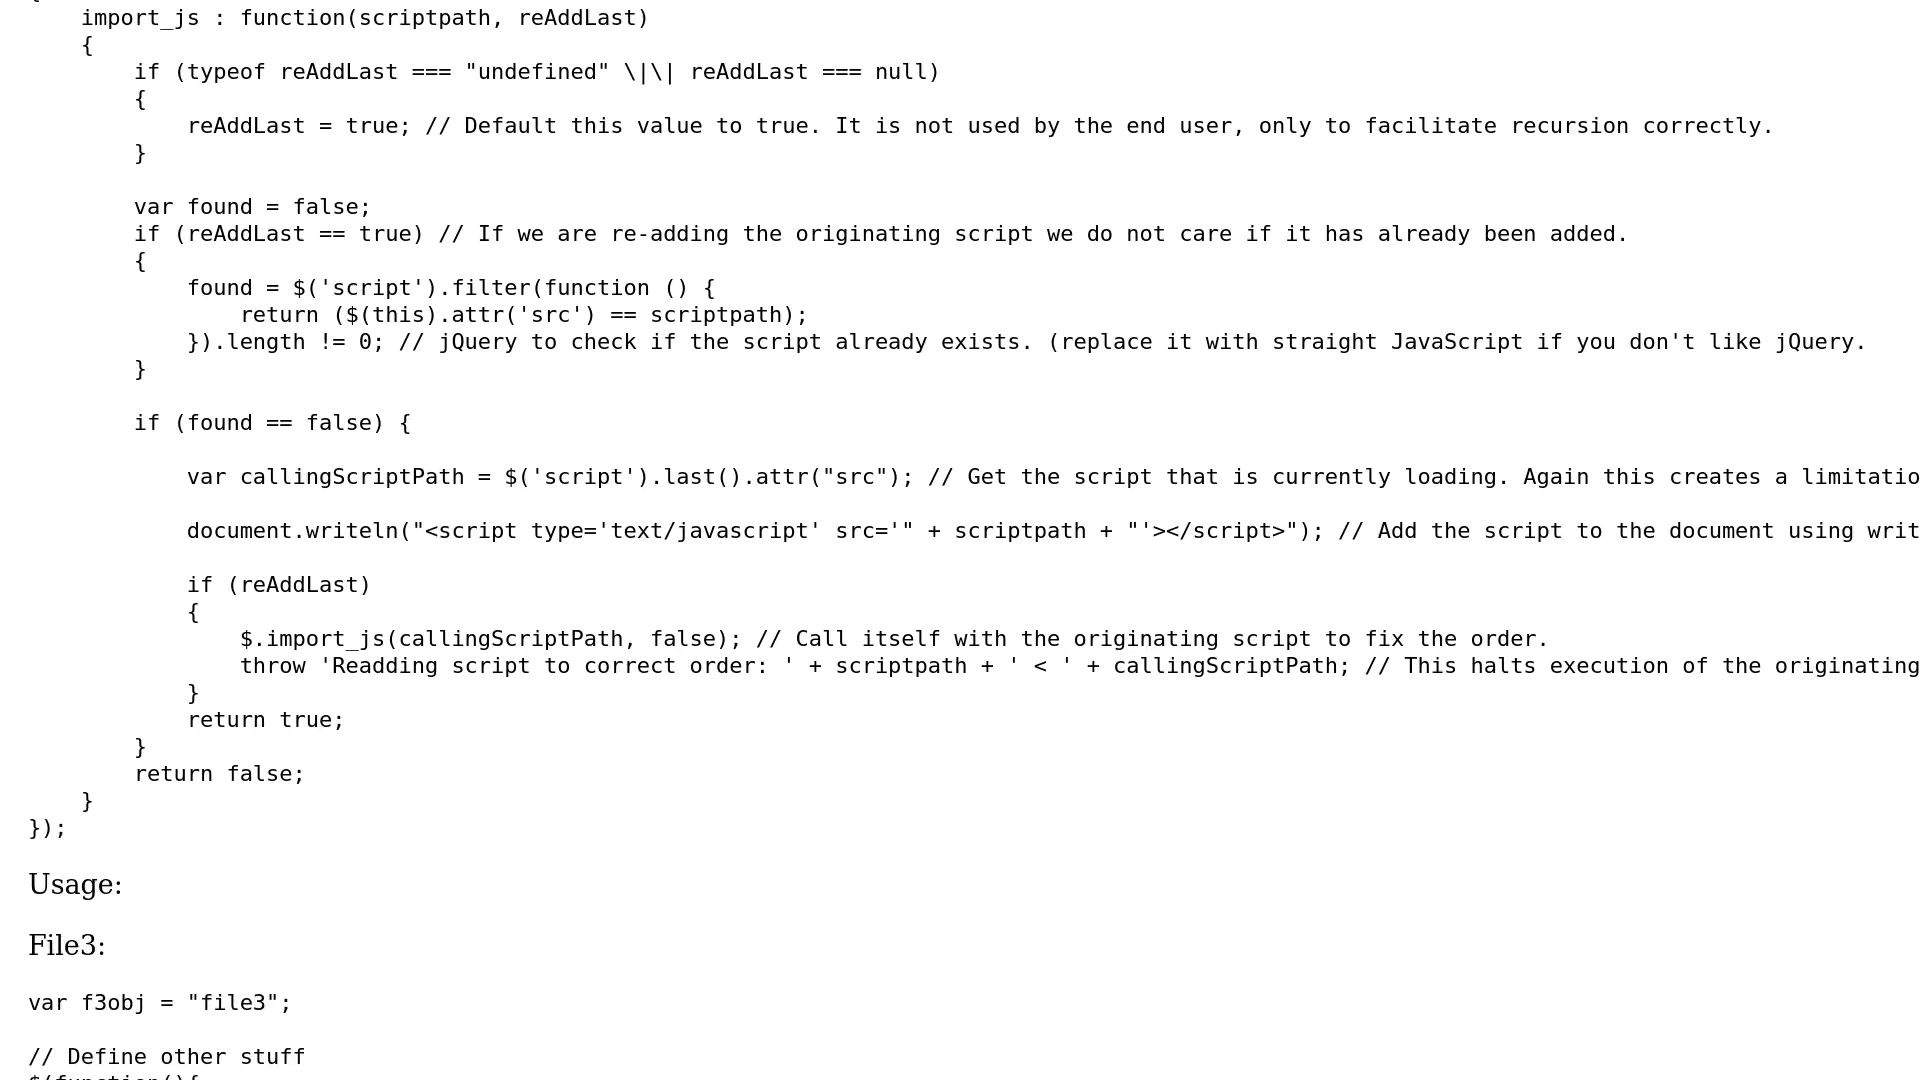 import_js : function(scriptpath, reAddLast)
{
if (typeof reAddLast === "undefined" \|\| reAddLast === null)
{
reAddLast = true; // Default this value to true. It is not used by the end user, only to facilitate recursion correctly.
}
var found = false;
if (reAddLast == true) // If we are re-adding the originating script we do not care if it has already been added.
{
found = $('script').filter(function () {
return ($(this).attr('src') == scriptpath);
}).length != 0; // jQuery to check if the script already exists. (replace it with straight JavaScript if you don't like jQuery.
}
if (found == false) {
var callingScriptPath = $('script').last().attr("src"); // Get the script that is currently loading. Again this creates a limitatio
document.writeln("<script type='text/javascript' src='" + scriptpath + "'></script>"); // Add the script to the document using writ
if (reAddLast)
{
$.import_js(callingScriptPath, false); // Call itself with the originating script to fix the order.
throw 'Readding script to correct order: ' + scriptpath + ' < ' + callingScriptPath; // This halts execution of the originating
}
return true;
}
return false;
}
});
Usage:
File3:
var f3obj = "file3";
// Define other stuff
$(function(){